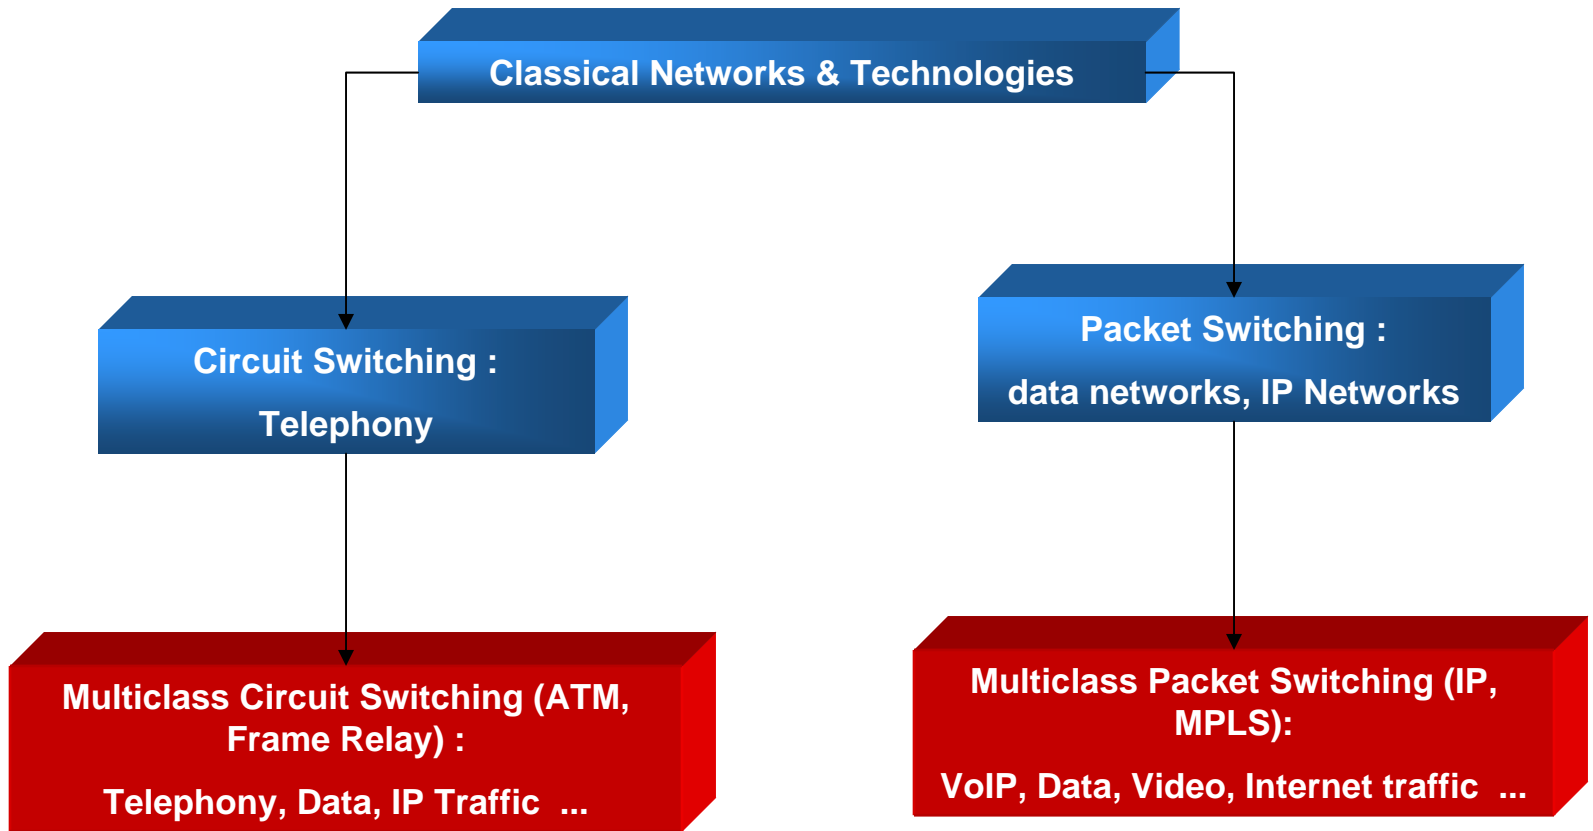 Classical Networks & Technologies
Circuit Switching :
Telephony
Packet Switching :
data networks, IP Networks
Multiclass Circuit Switching (ATM,
Frame Relay) :
Telephony, Data, IP Traffic  ...
Multiclass Packet Switching (IP,
MPLS):
VoIP, Data, Video, Internet traffic  ...